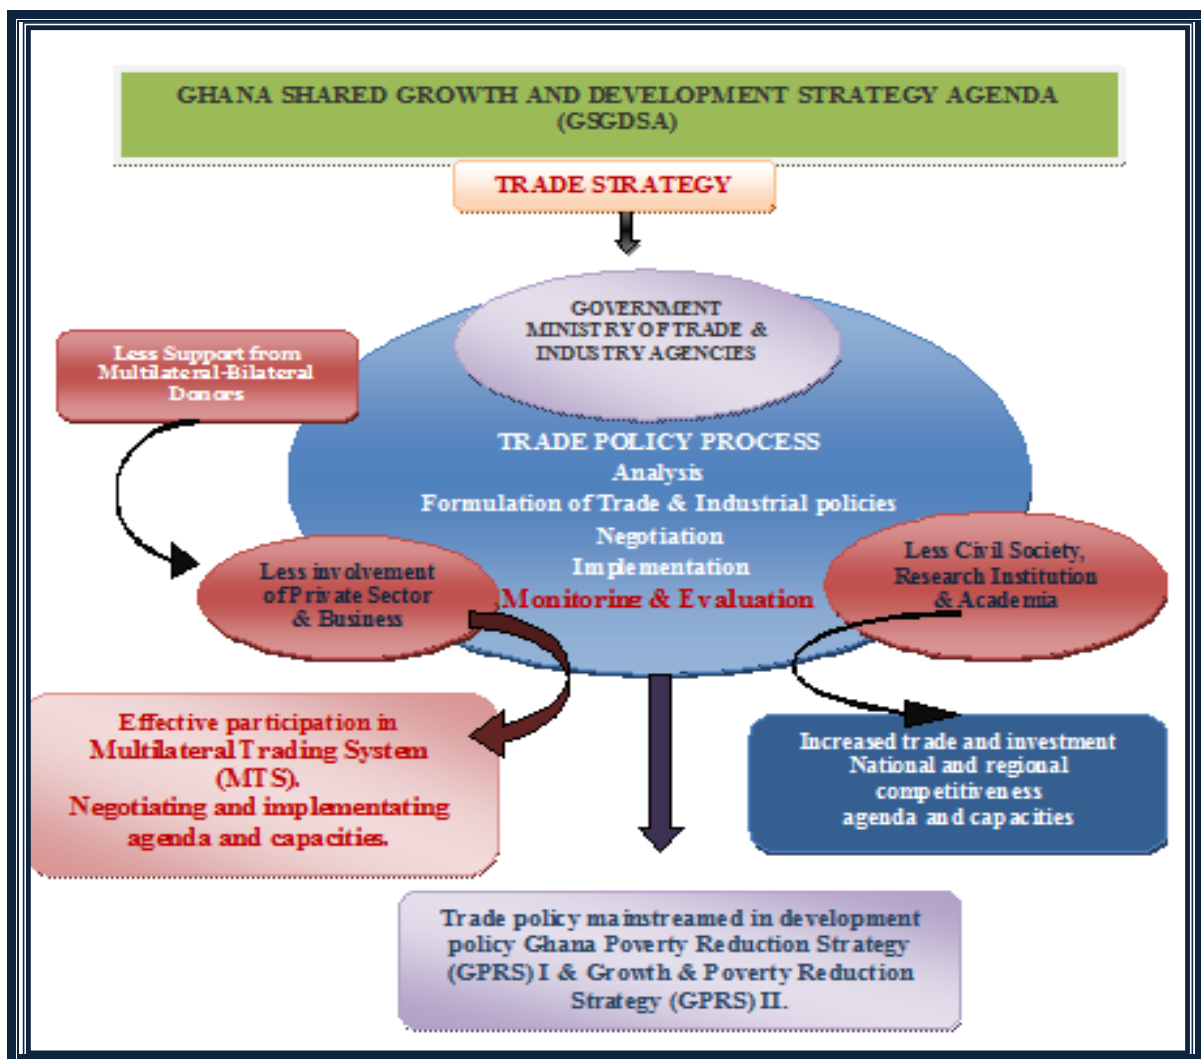 GHANA SHARED GROWTH AND DEVELOPMENT STRATEGY AGENDA
(GSGDSA)
TRADE STRATEGY
GOVERNMENT
MINISTRY OF TRADE &
INDUSTRY AGENCIES
Less Support from
Multilateral-Bilateral
Donors
TRADE POLICY PROCESS
Analysis
Formulation of Trade & Industrial policies
Negotiation
Implementation
Monitoring & Evaluation
Less involvement
of Private Sector
& Business
Less Civil Society,
Research Institution
& Academia
Effective participation in
Multilateral Trading System
(MTS).
Negotiating and implementating
agenda and capacities.
Increased trade and investment
National and regional
competitiveness
agenda and capacities
Trade policy mainstreamed in development
policy Ghana Poverty Reduction Strategy
(GPRS) I & Growth & Poverty Reduction
Strategy (GPRS) II.